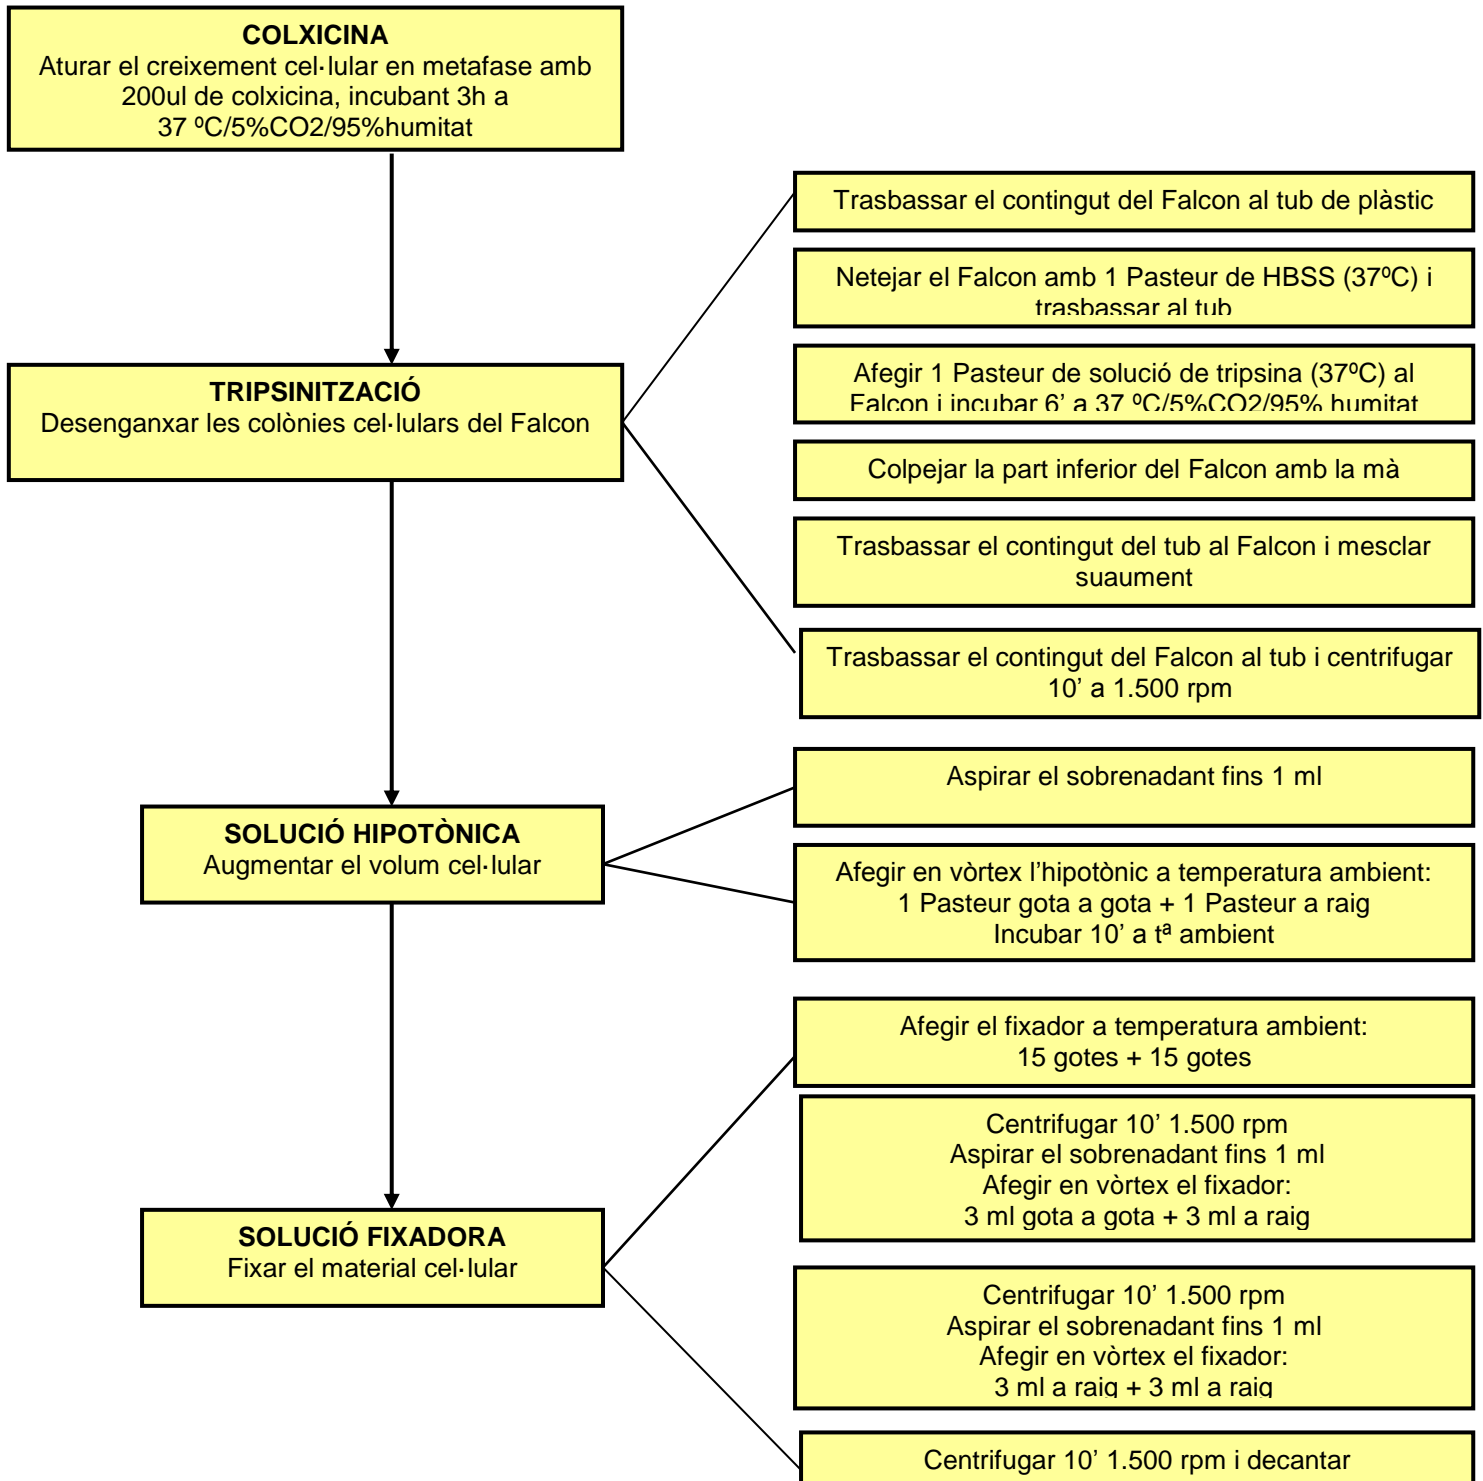 COLXICINA
Aturar el creixement cel·lular en metafase amb
200ul de colxicina, incubant 3h a
37 ºC/5%CO2/95%humitat
Trasbassar el contingut del Falcon al tub de plàstic
Netejar el Falcon amb 1 Pasteur de HBSS (37ºC) i
trasbassar al tub
TRIPSINITZACIÓ
Desenganxar les colònies cel·lulars del Falcon
Afegir 1 Pasteur de solució de tripsina (37ºC) al
Falcon i incubar 6’ a 37 ºC/5%CO2/95% humitat
Colpejar la part inferior del Falcon amb la mà
Trasbassar el contingut del tub al Falcon i mesclar
suaument
Trasbassar el contingut del Falcon al tub i centrifugar
10’ a 1.500 rpm
SOLUCIÓ HIPOTÒNICA
Augmentar el volum cel·lular
Aspirar el sobrenadant fins 1 ml
Afegir en vòrtex l’hipotònic a temperatura ambient:
1 Pasteur gota a gota + 1 Pasteur a raig
Incubar 10’ a tª ambient
SOLUCIÓ FIXADORA
Fixar el material cel·lular
Afegir el fixador a temperatura ambient:
15 gotes + 15 gotes
Centrifugar 10’ 1.500 rpm
Aspirar el sobrenadant fins 1 ml
Afegir en vòrtex el fixador:
3 ml gota a gota + 3 ml a raig
Centrifugar 10’ 1.500 rpm
Aspirar el sobrenadant fins 1 ml
Afegir en vòrtex el fixador:
3 ml a raig + 3 ml a raig
Centrifugar 10’ 1.500 rpm i decantar